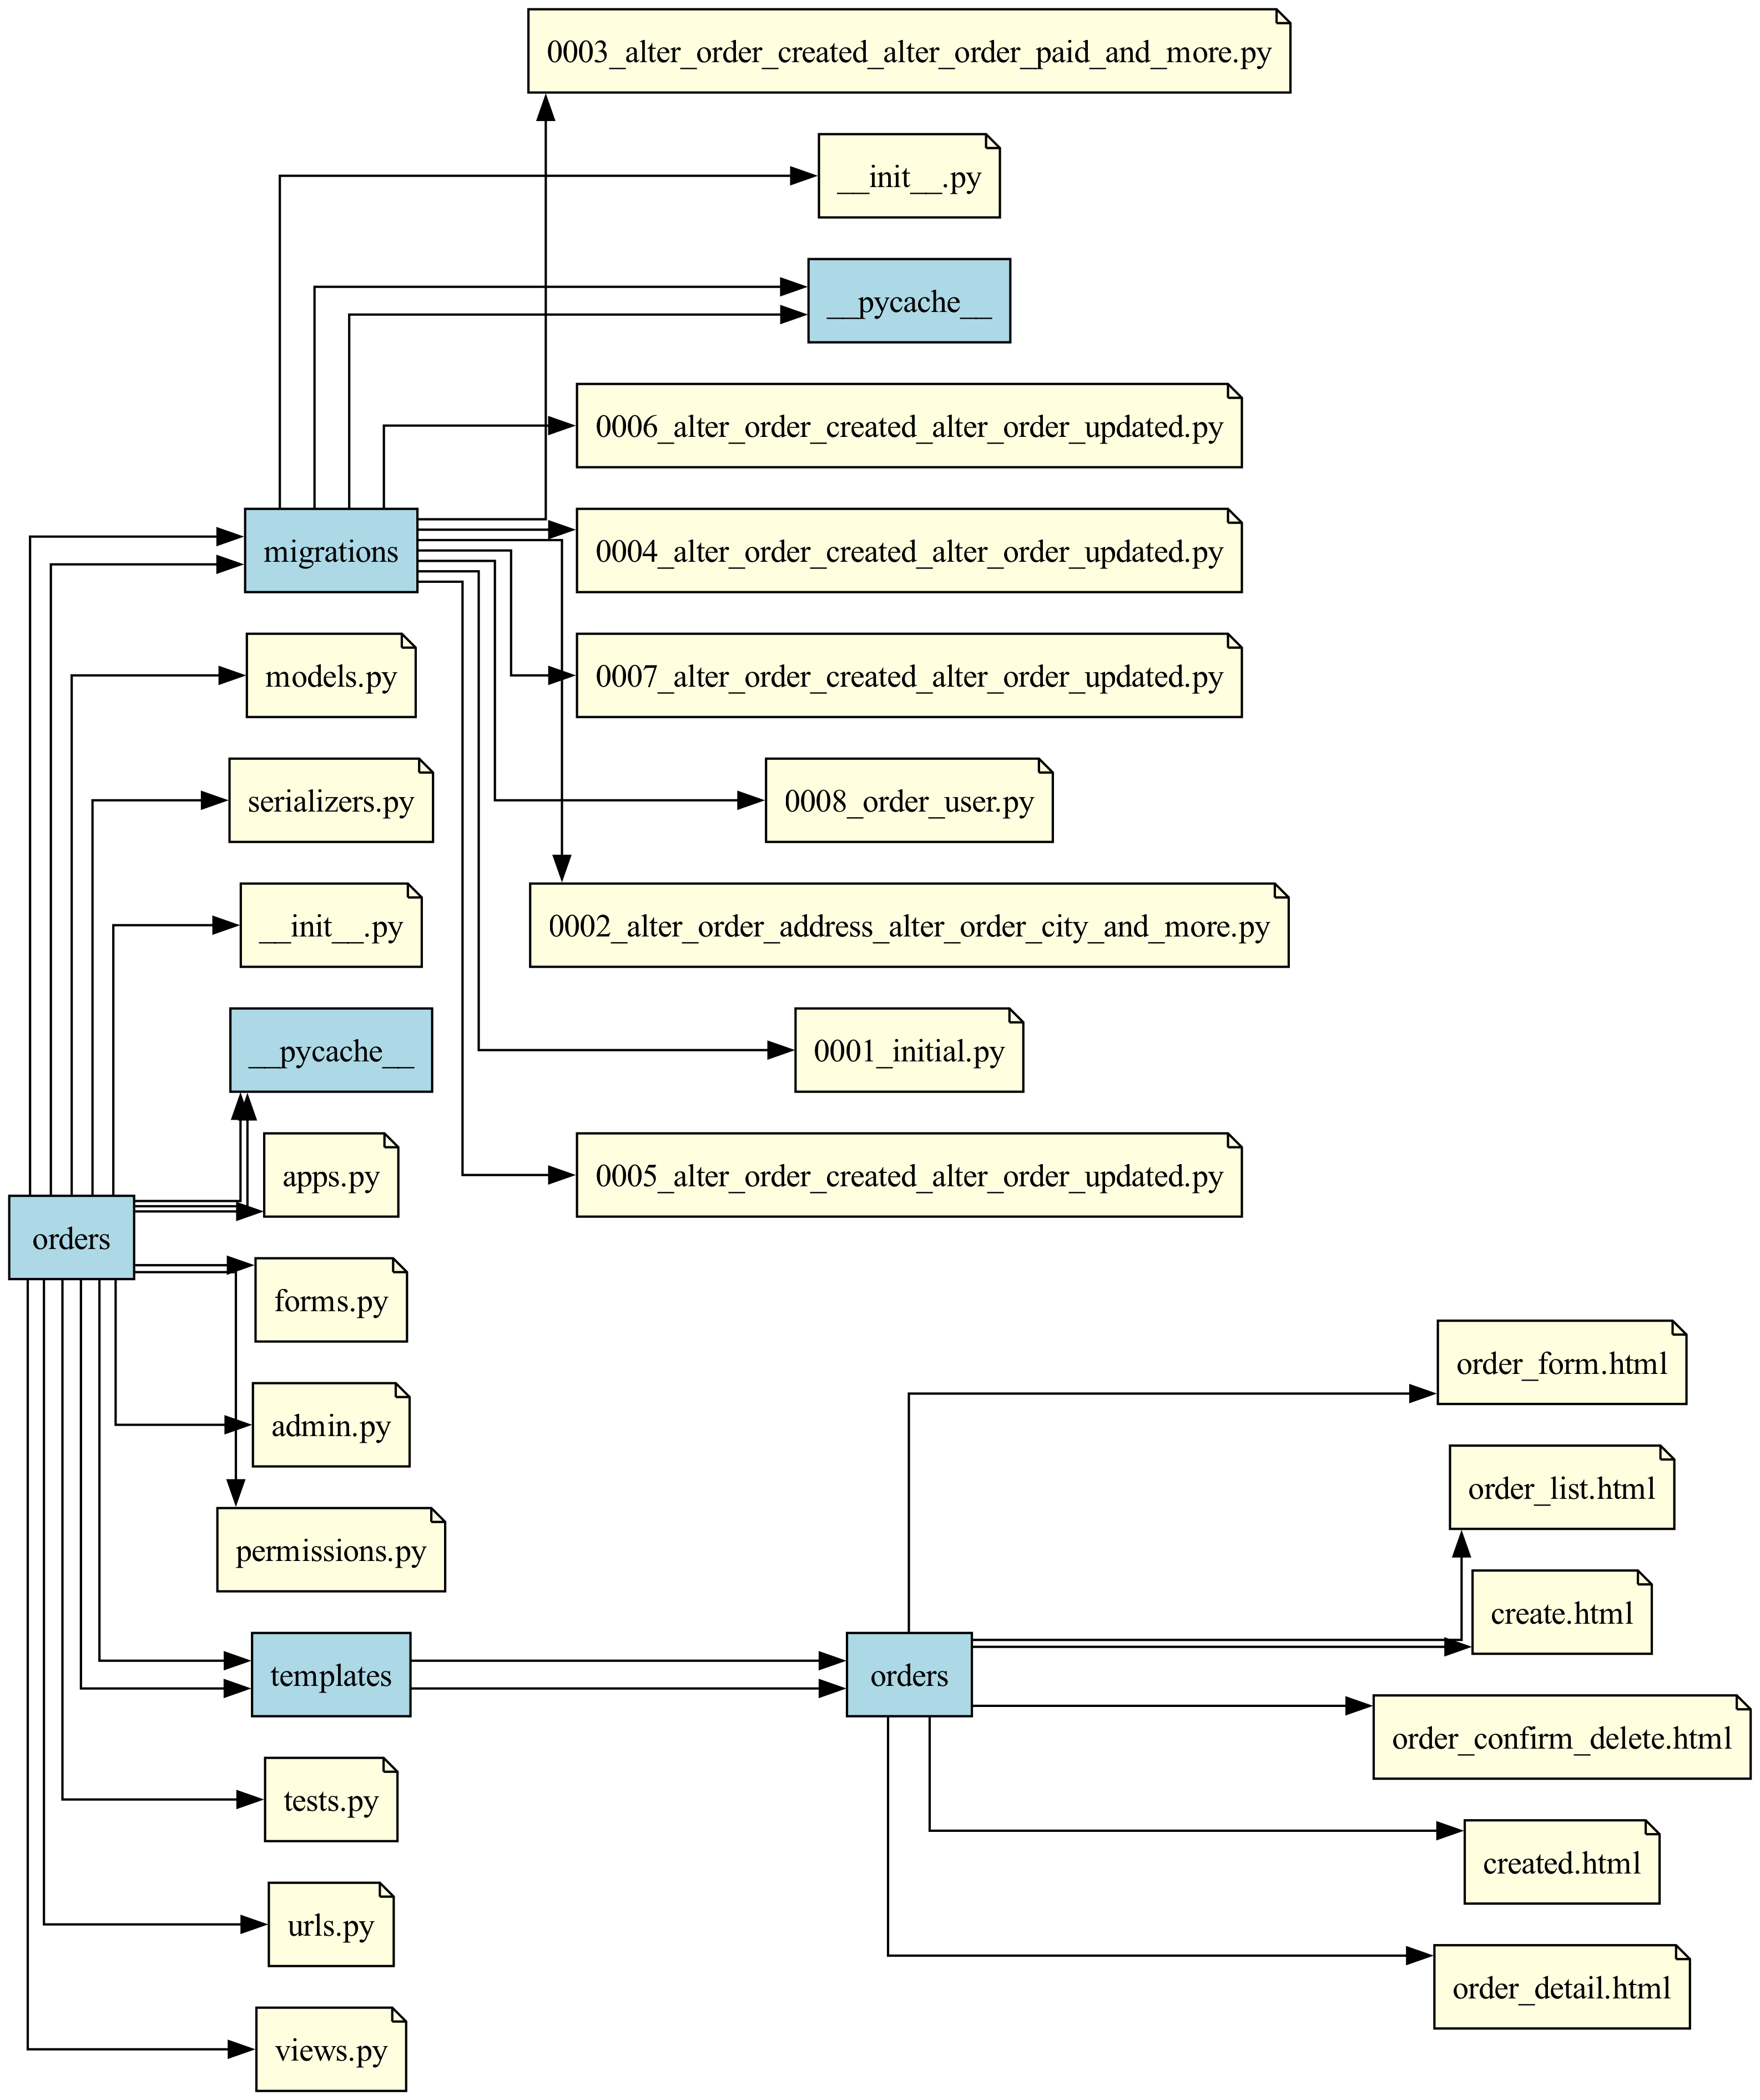 0003_alter_order_created_alter_order_paid_and_more.py
__init__.py
__pycache__
0006_alter_order_created_alter_order_updated.py
migrations
0004_alter_order_created_alter_order_updated.py
models.py
0007_alter_order_created_alter_order_updated.py
serializers.py
0008_order_user.py
__init__.py
0002_alter_order_address_alter_order_city_and_more.py
__pycache__
0001_initial.py
apps.py
0005_alter_order_created_alter_order_updated.py
orders
forms.py
order_form.html
admin.py
order_list.html
permissions.py
create.html
templates
orders
order_confirm_delete.html
tests.py
created.html
urls.py
order_detail.html
views.py